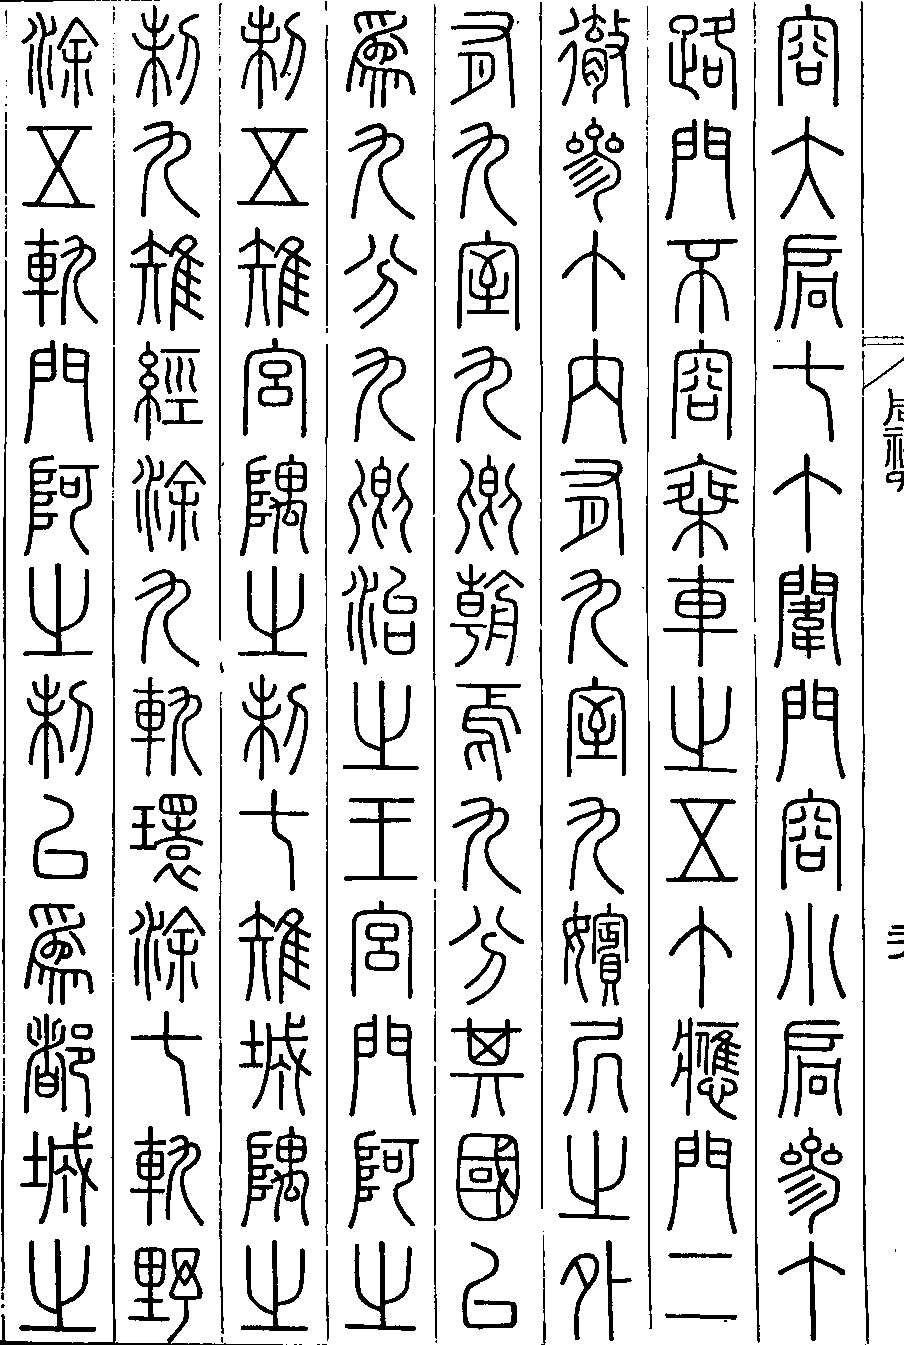 容大扃七个闈門容小扃參个
路門不容乘車之五个應門二
徹參个內有九室九嬪凥之外
有九室九卿朝焉九分其國以
為九分九卿治之王宮門阿之
制五雉宮隅之制七雉城隅之
制九雉經涂九軌環涂七軌野
涂五軌門阿之制以為都城之